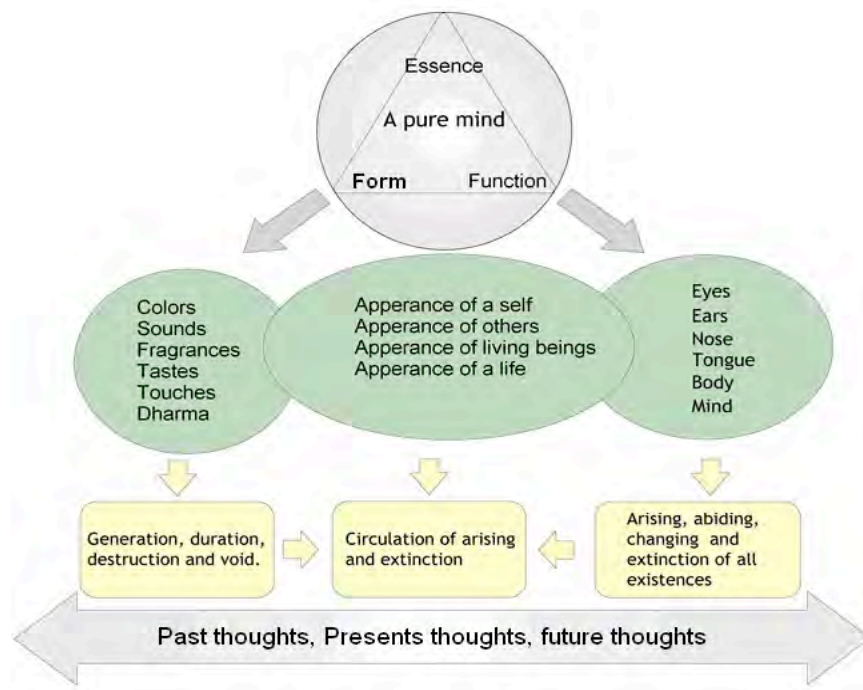 Essence
A pure mind
Form Function
Colors
Sounds
Fragrances
Tastes
Touches
Dharma
Apperance of a self
Apperance of others
Apperance of living beings
Apperance of a life
Eyes
Ears
Nose
Tongue
Body
Mind
Generation, duration,
destruction and void.
Circulation of arising
and extinction
Arising, abiding,
changing and
extinction of all
existences
Past thoughts, Presents thoughts, future thoughts